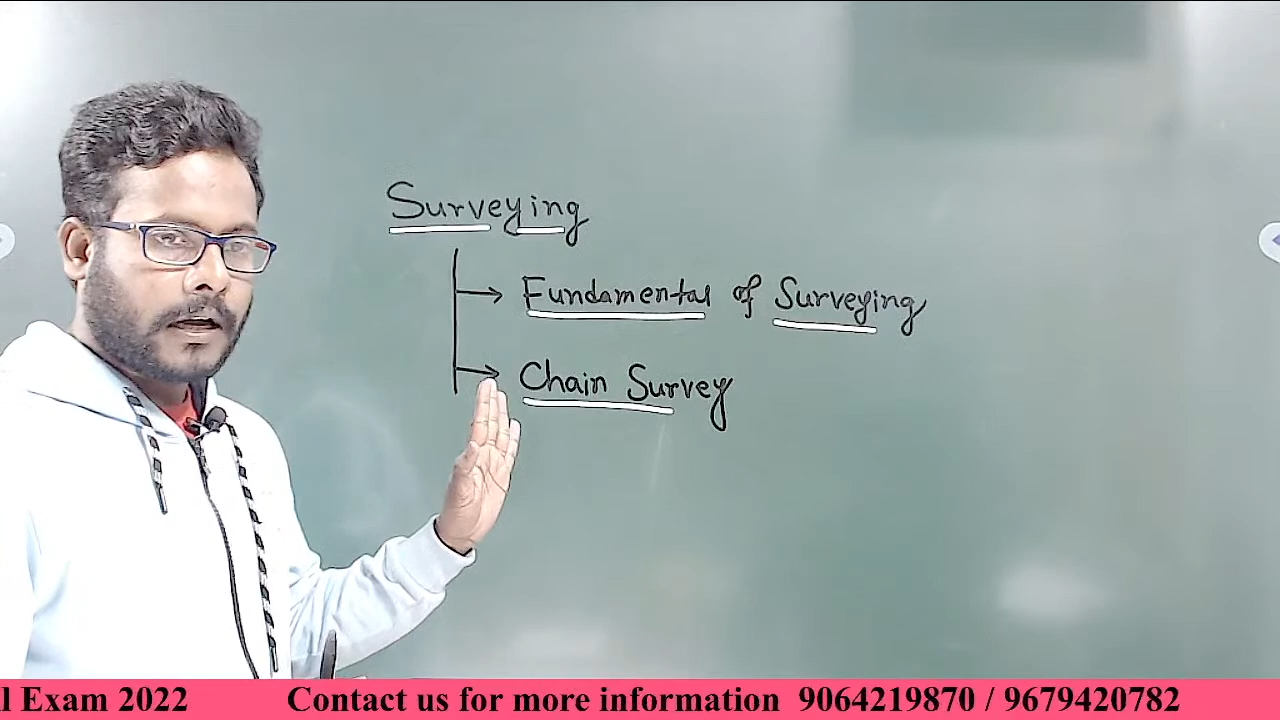 Surveying
Fundamental of Surveying
Chain Survey
l Exam 2022 Contact us for more information 9064219870 / 9679420782